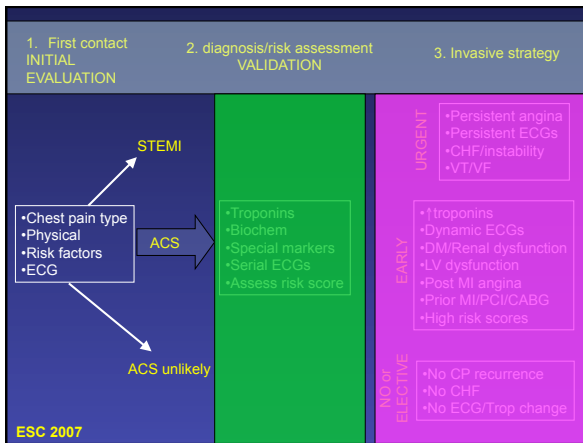 1. First contact
INITIAL
EVALUATION
2. diagnosis/risk assessment
VALIDATION
3. Invasive strategy
STEMI
•Chest pain type
•Physical
•Risk factors
•ECG
ACS
ACS unlikely
•Troponins
•Biochem
•Special markers
•Serial ECGs
•Assess risk score
URGENT
•Persistent angina
•Persistent ECGs
•CHF/instability
•VT/VF
EARLY
•↑troponins
•Dynamic ECGs
•DM/Renal dysfunction
•LV dysfunction
•Post MI angina
•Prior MI/PCI/CABG
•High risk scores
NO or
ELECTIVE
•No CP recurrence
•No CHF
•No ECG/Trop change
ESC 2007